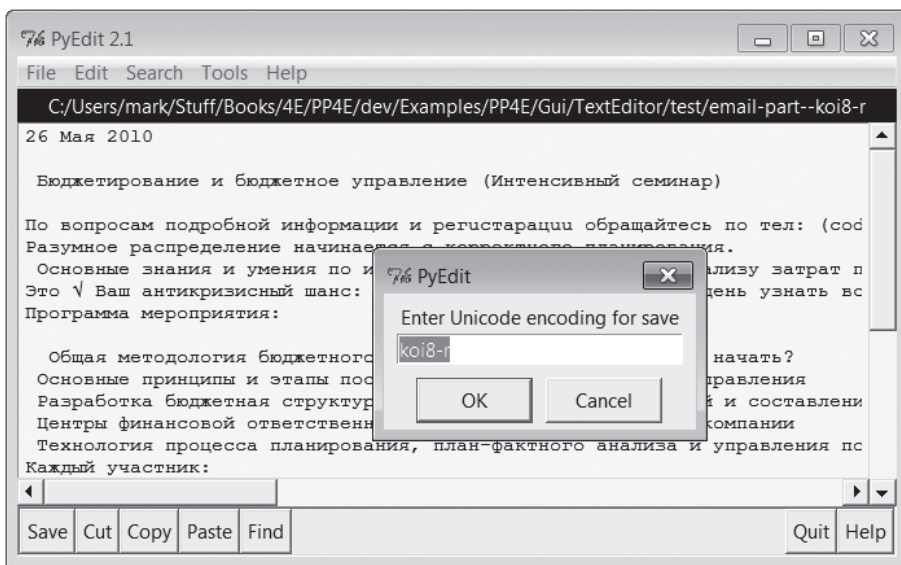 PyEdit 2.1
File Edit Search Tools Help
C:/Users/mark/Stuff/Books/4E/PP4E/dev/Examples/PP4E/Gui/TextEditor/test/email-part--koi8-r
26 Мая 2010
Бюджетирование и бюджетное управление (Интенсивный семинар)
По вопросам подробной информации и регuстарацuu обращайтесь по тел: (cod
Разумное распределение начинается с корректного планирования.
Основные знания и умения по и ализу затрат п
Это √ Ваш антикризисный шанс: день узнать вс
Программа мероприятия:
Общая методология бюджетного начать?
Основные принципы и этапы пос правления
Разработка бюджетная структур й и составлени
Центры финансовой ответственн компании
Технология процесса планирования, план-фактного анализа и управления по
Каждый участник:
PyEdit
Enter Unicode encoding for save
koi8-r
OK Cancel
Save Cut Copy Paste Find Quit Help